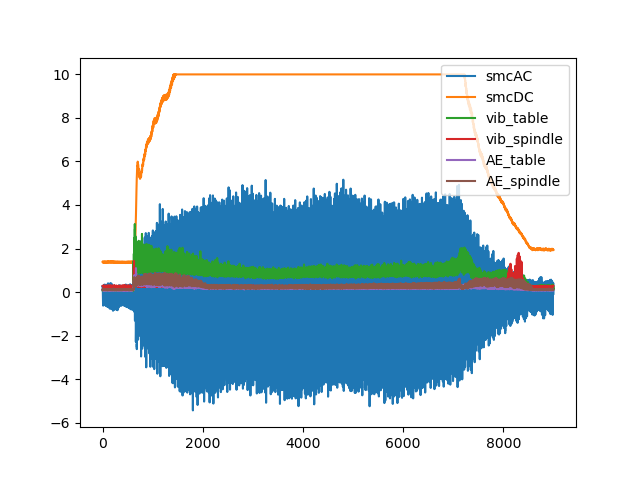 10
8
6
4
2
0
−2
−4
−6
0
2000
4000
6000
8000
smcAC
smcDC
vib_table
vib_spindle
AE_table
AE_spindle